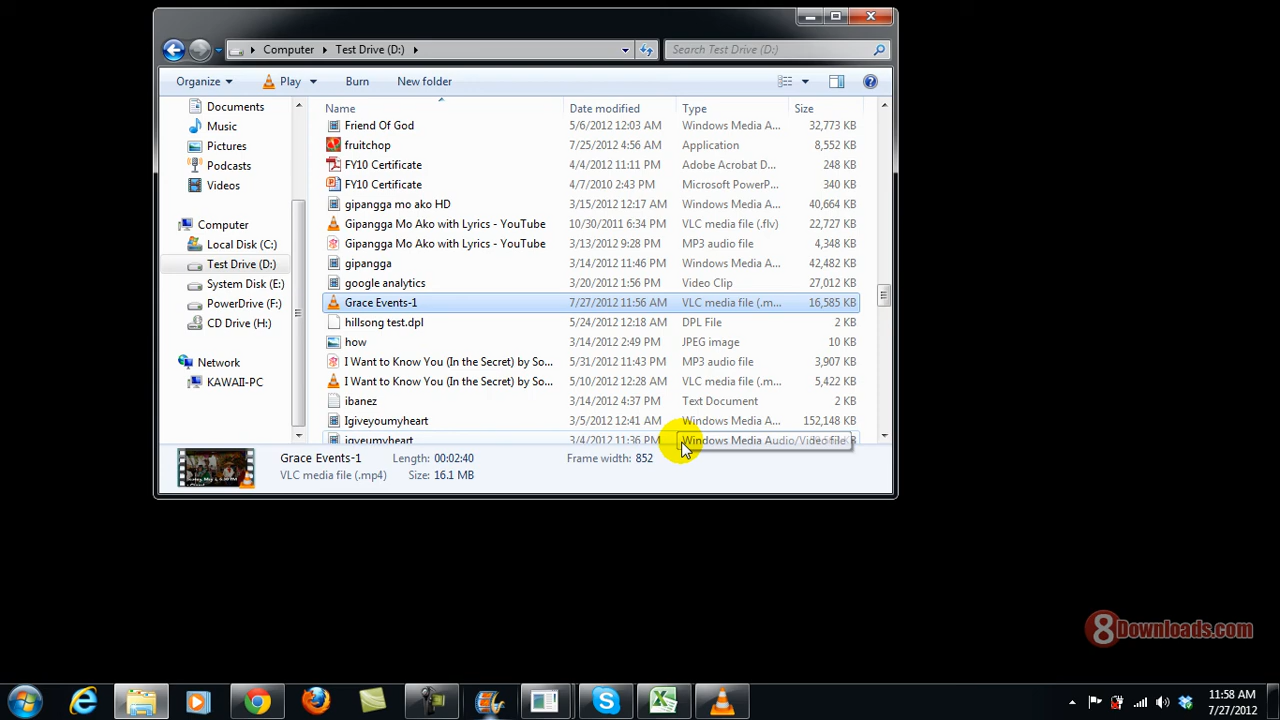 Computer Test Drive (D:) Search Test Drive (D:)
Organize Play Burn New folder
Documents
Music
Pictures
Podcasts
Videos
Computer
Local Disk (C:)
Test Drive (D:)
System Disk (E:)
PowerDrive (F:)
CD Drive (H:)
Network
KAWAII-PC
Name Date modified Type Size
Friend Of God 5/6/2012 12:03 AM Windows Media A... 32,773 KB
fruitchop 7/25/2012 4:56 AM Application 8,552 KB
FY10 Certificate 4/4/2012 11:11 PM Adobe Acrobat D... 248 KB
FY10 Certificate 4/7/2010 2:43 PM Microsoft PowerP... 340 KB
gipangga mo ako HD 3/15/2012 12:17 AM Windows Media A... 40,664 KB
Gipangga Mo Ako with Lyrics - YouTube 10/30/2011 6:34 PM VLC media file (.flv) 22,727 KB
Gipangga Mo Ako with Lyrics - YouTube 3/13/2012 9:28 PM MP3 audio file 4,348 KB
gipangga 3/14/2012 11:46 PM Windows Media A... 42,482 KB
google analytics 3/20/2012 1:56 PM Video Clip 27,012 KB
Grace Events-1 7/27/2012 11:56 AM VLC media file (.m... 16,585 KB
hillsong test.dpl 5/24/2012 12:18 AM DPL File 2 KB
how 3/14/2012 2:49 PM JPEG image 10 KB
I Want to Know You (In the Secret) by So... 5/31/2012 11:43 PM MP3 audio file 3,907 KB
I Want to Know You (In the Secret) by So... 5/10/2012 12:28 AM VLC media file (.m... 5,422 KB
ibanez 3/14/2012 4:37 PM Text Document 2 KB
Igiveyoumyheart 3/5/2012 12:41 AM Windows Media A... 152,148 KB
igveumyheart 3/4/2012 11:36 PM Windows Media Audio/Video file
Grace Events-1 Length: 00:02:40 Frame width: 852
VLC media file (.mp4) Size: 16.1 MB
8Downloads.com
11:58 AM
7/27/2012